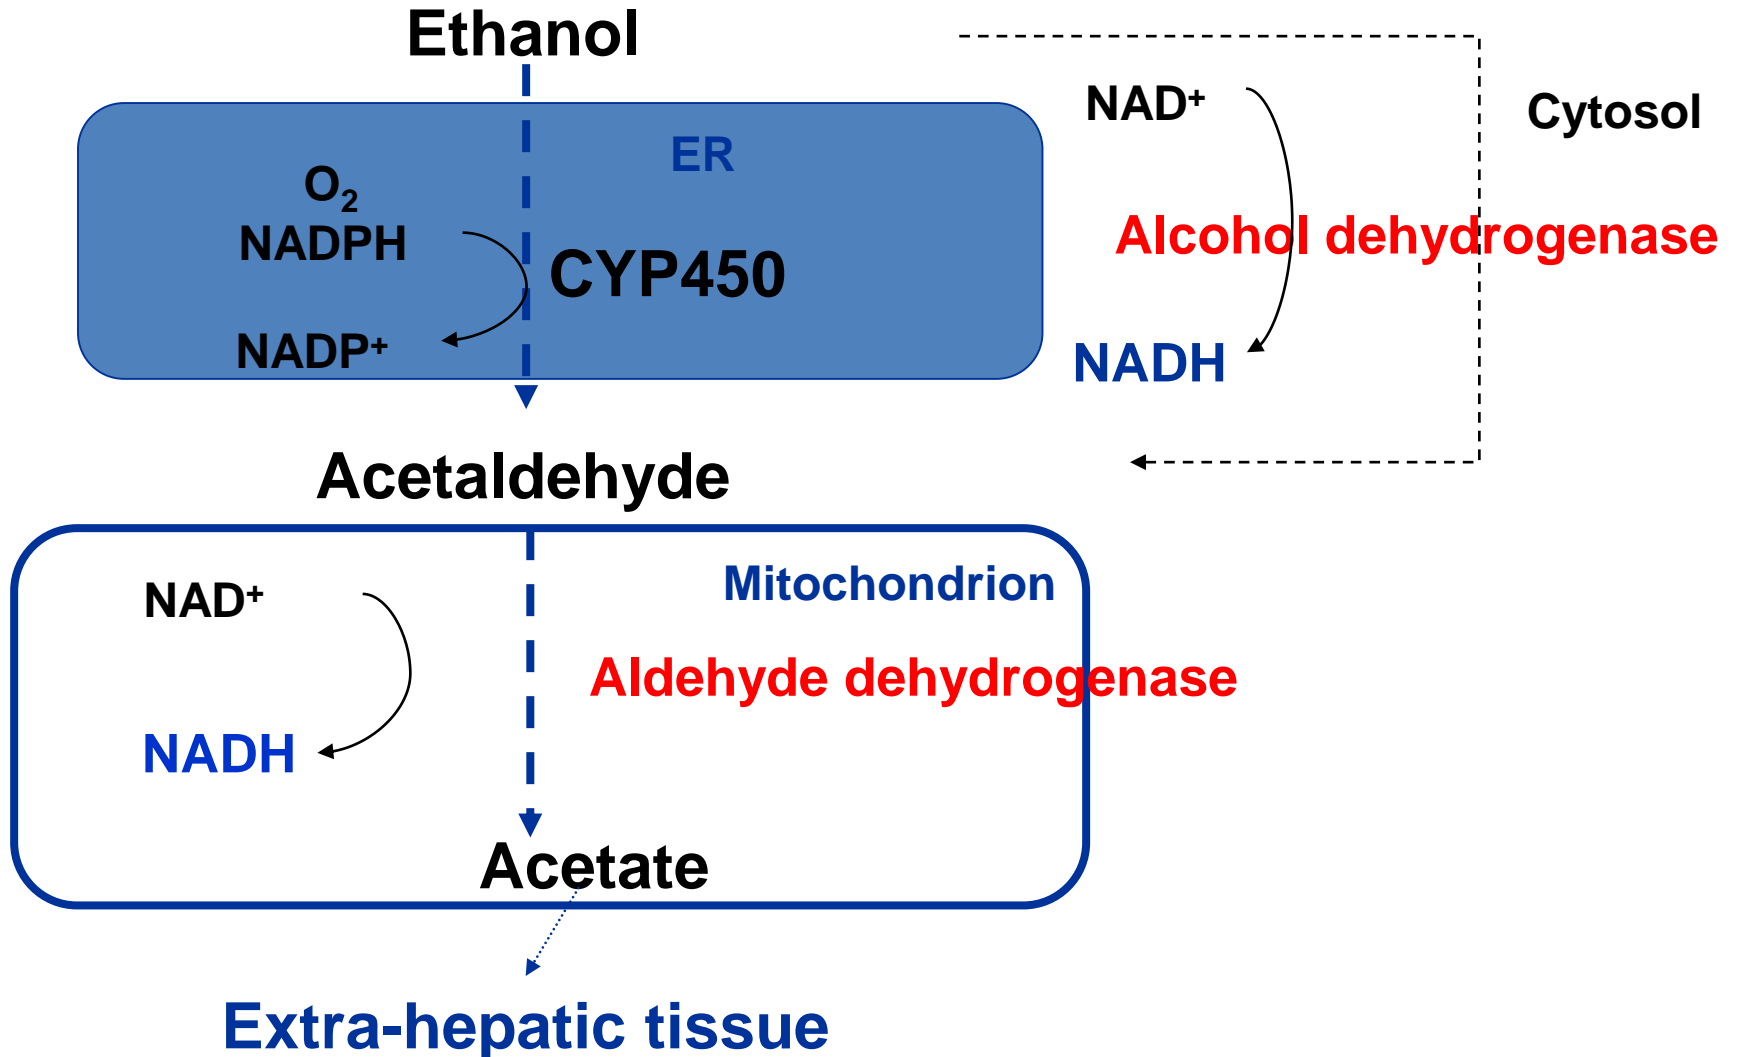 Ethanol
NAD⁺
Cytosol
ER
O₂
NADPH
CYP450
Alcohol dehydrogenase
NADP⁺
NADH
Acetaldehyde
NAD⁺
Mitochondrion
Aldehyde dehydrogenase
NADH
Acetate
Extra-hepatic tissue